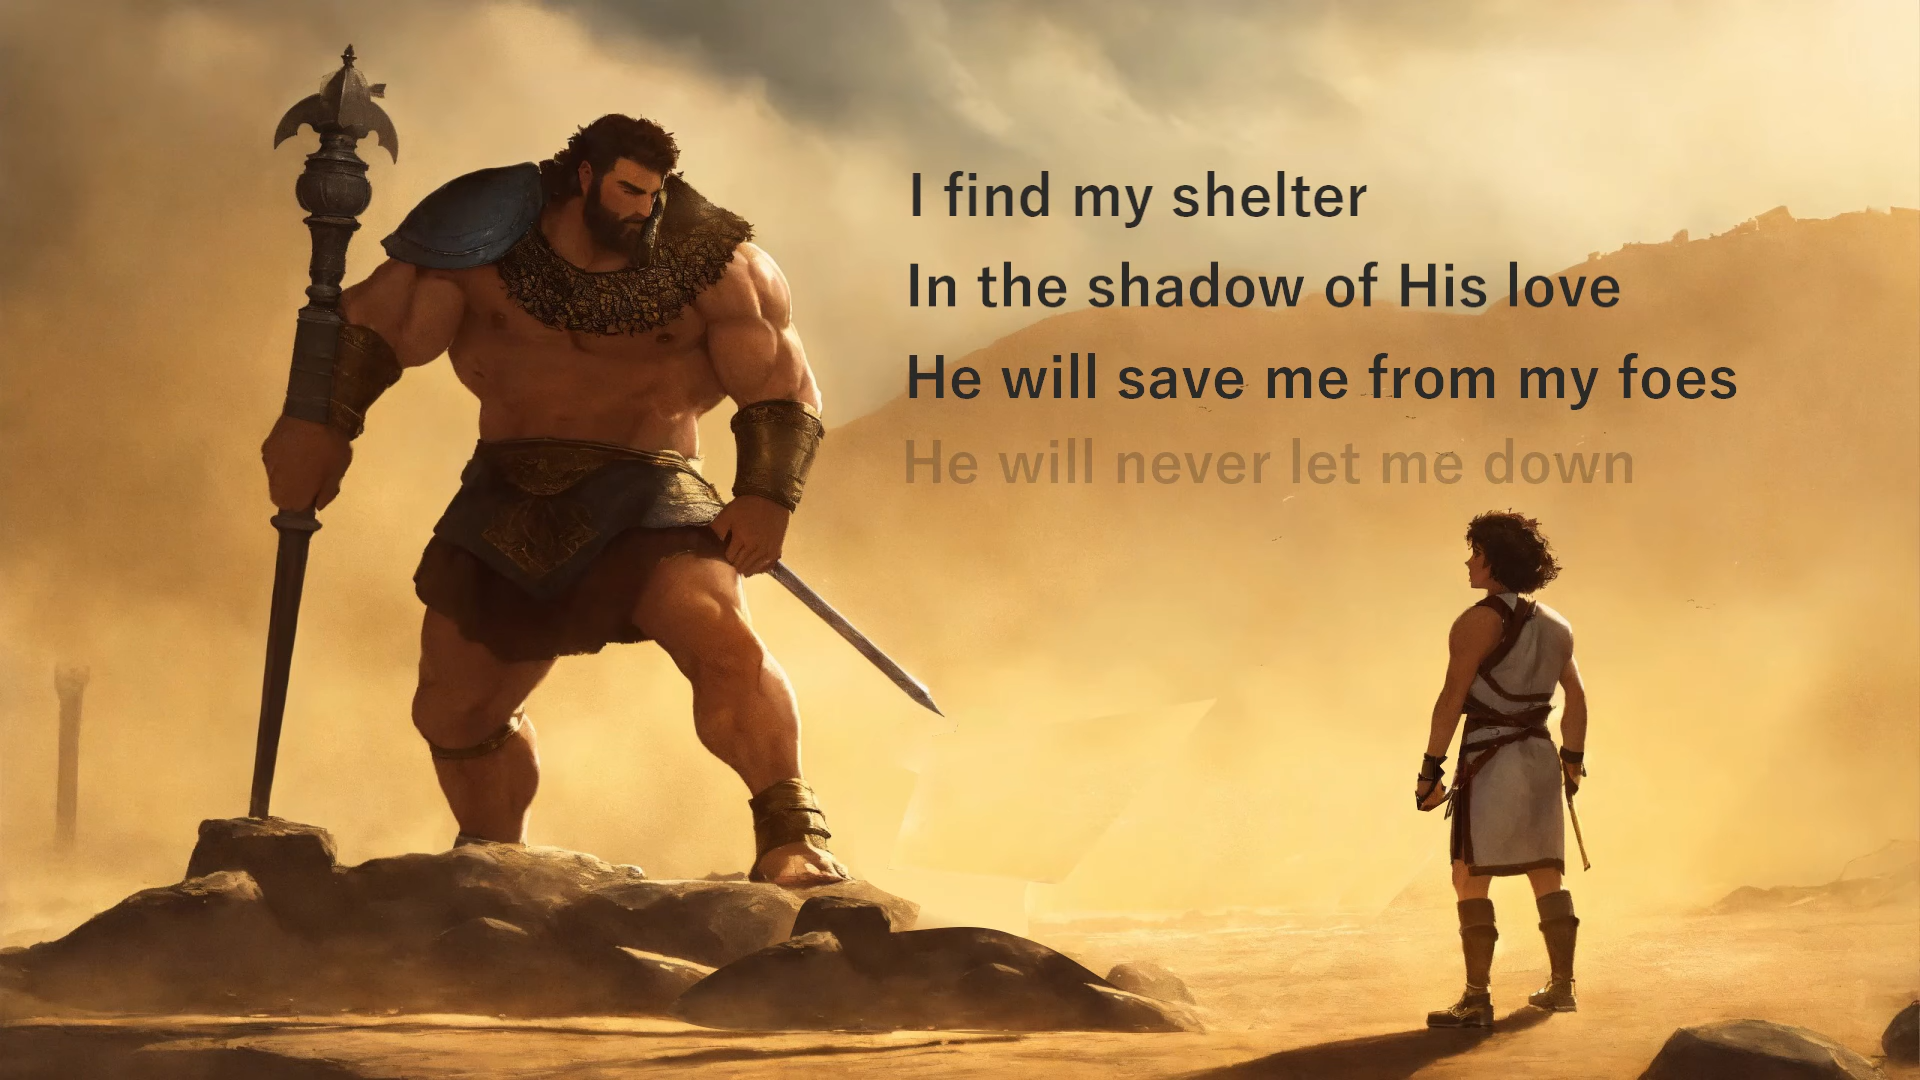 I find my shelter
In the shadow of His love
He will save me from my foes
He will never let me down